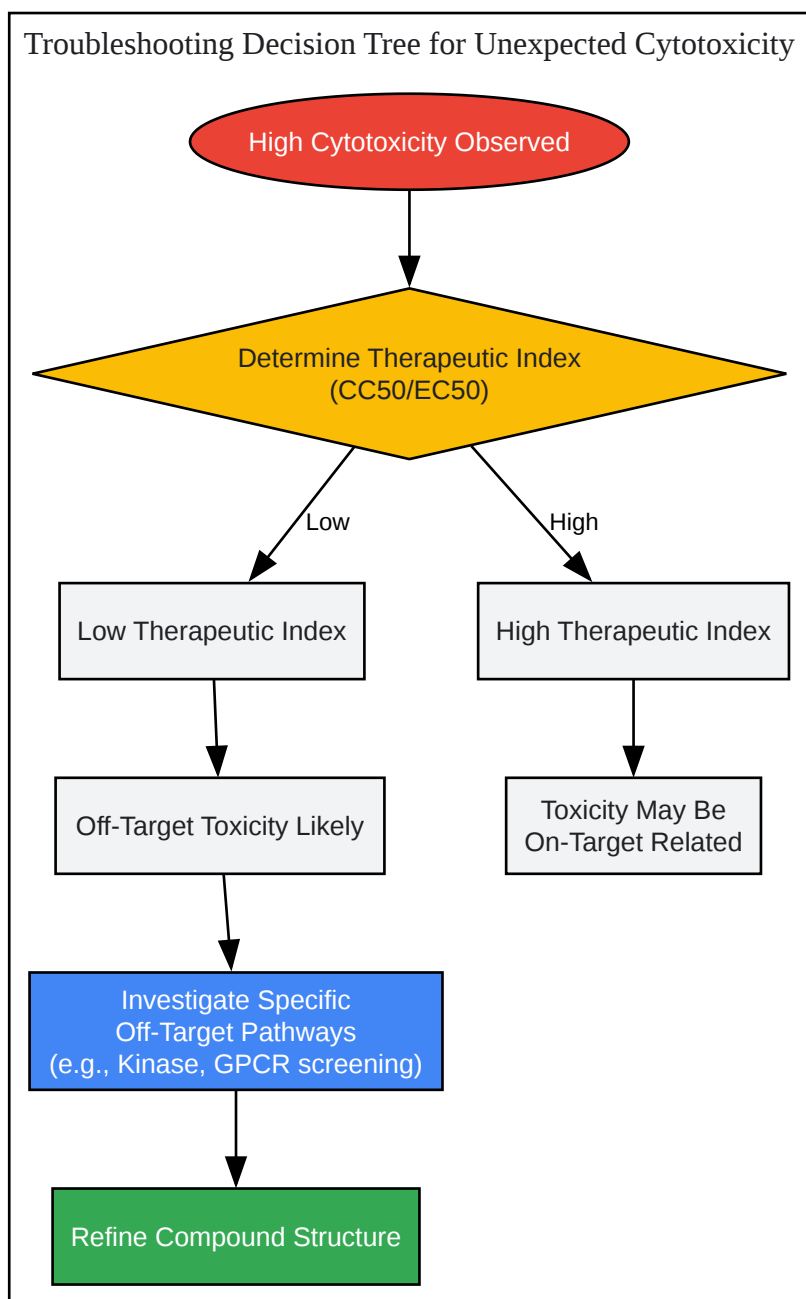 Troubleshooting Decision Tree for Unexpected Cytotoxicity
High Cytotoxicity Observed
Determine Therapeutic Index
(CC50/EC50)
Low
High
Low Therapeutic Index
High Therapeutic Index
Off-Target Toxicity Likely
Toxicity May Be
On-Target Related
Investigate Specific
Off-Target Pathways
(e.g., Kinase, GPCR screening)
Refine Compound Structure